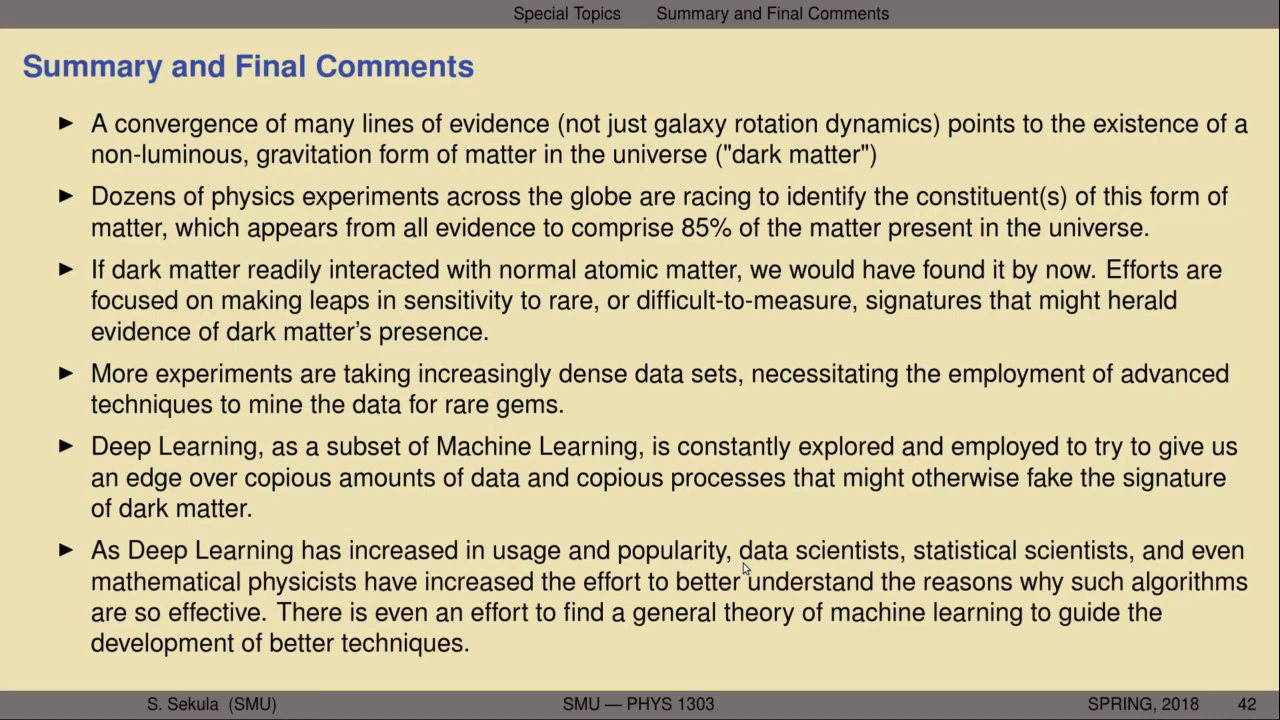 Special Topics Summary and Final Comments
Summary and Final Comments
► A convergence of many lines of evidence (not just galaxy rotation dynamics) points to the existence of a
non-luminous, gravitation form of matter in the universe ("dark matter")
► Dozens of physics experiments across the globe are racing to identify the constituent(s) of this form of
matter, which appears from all evidence to comprise 85% of the matter present in the universe.
► If dark matter readily interacted with normal atomic matter, we would have found it by now. Efforts are
focused on making leaps in sensitivity to rare, or difficult-to-measure, signatures that might herald
evidence of dark matter's presence.
► More experiments are taking increasingly dense data sets, necessitating the employment of advanced
techniques to mine the data for rare gems.
► Deep Learning, as a subset of Machine Learning, is constantly explored and employed to try to give us
an edge over copious amounts of data and copious processes that might otherwise fake the signature
of dark matter.
► As Deep Learning has increased in usage and popularity, data scientists, statistical scientists, and even
mathematical physicists have increased the effort to better understand the reasons why such algorithms
are so effective. There is even an effort to find a general theory of machine learning to guide the
development of better techniques.
S. Sekula (SMU) SMU — PHYS 1303 SPRING, 2018 42